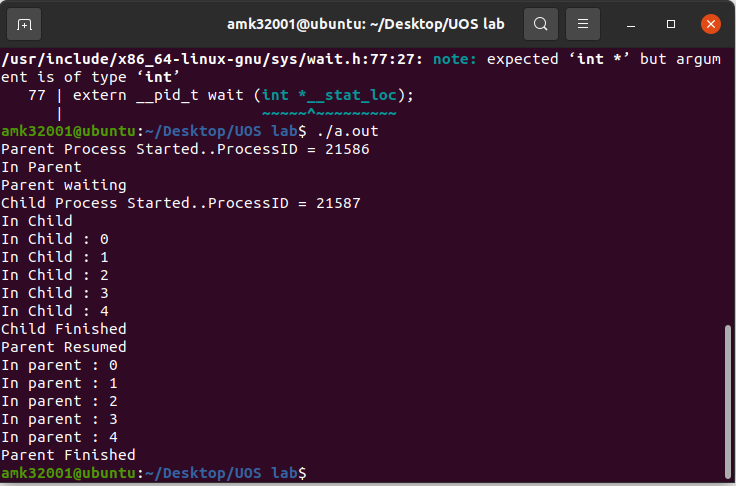 amk32001@ubuntu: ~/Desktop/UOS lab
/usr/include/x86_64-linux-gnu/sys/wait.h:77:27: note: expected ‘int *’ but argum
ent is of type ‘int’
   77 | extern __pid_t wait (int *__stat_loc);
      |                      ~~~~~^~~~~~~~~~
amk32001@ubuntu:~/Desktop/UOS lab$ ./a.out
Parent Process Started..ProcessID = 21586
In Parent
Parent waiting
Child Process Started..ProcessID = 21587
In Child
In Child : 0
In Child : 1
In Child : 2
In Child : 3
In Child : 4
Child Finished
Parent Resumed
In parent : 0
In parent : 1
In parent : 2
In parent : 3
In parent : 4
Parent Finished
amk32001@ubuntu:~/Desktop/UOS lab$